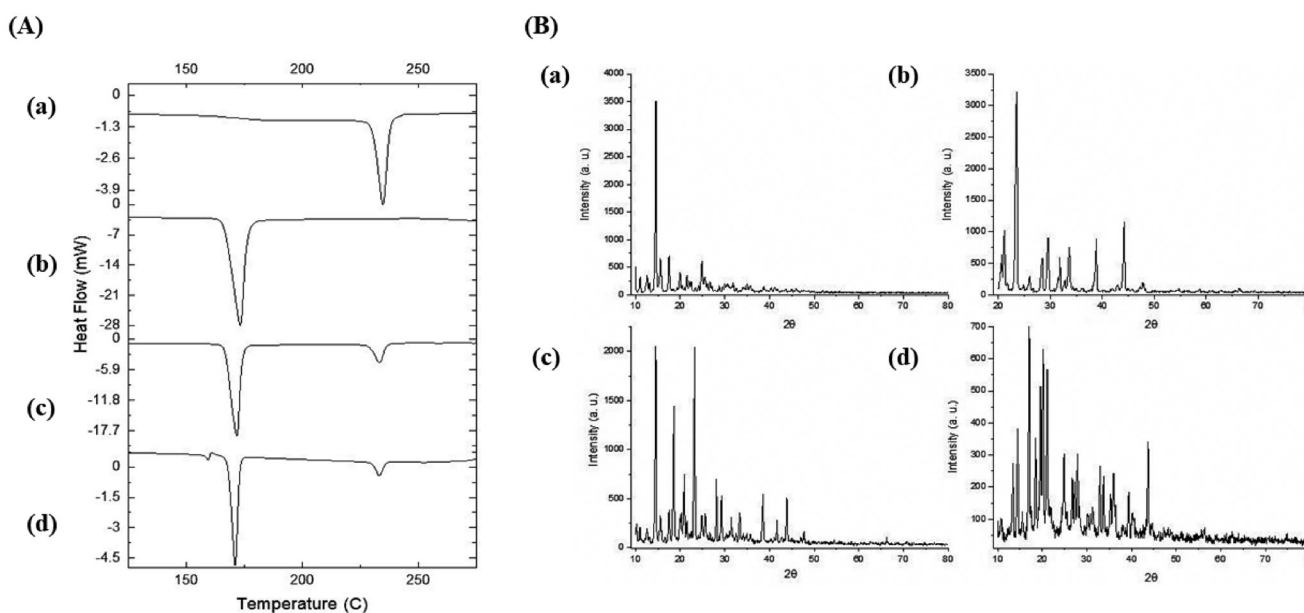 (A)
(B)
150 200 250
(a)
(b)
(c)
(d)
0
-1.3
-2.6
-3.9
0
-7
-14
-21
-28
0
-5.9
-11.8
-17.7
0
-1.5
-3
-4.5
Heat Flow (mW)
150 200 250
Temperature (C)
(a)
4000
3500
3000
2500
2000
1500
1000
500
0
Intensity (a. u.)
10 20 30 40 50 60 70 80
2θ
(b)
3500
3000
2500
2000
1500
1000
500
0
Intensity (a. u.)
20 30 40 50 60 70
2θ
(c)
2000
1500
1000
500
0
Intensity (a. u.)
10 20 30 40 50 60 70 80
2θ
(d)
700
600
500
400
300
200
100
Intensity (a. u.)
10 20 30 40 50 60 70
2θ